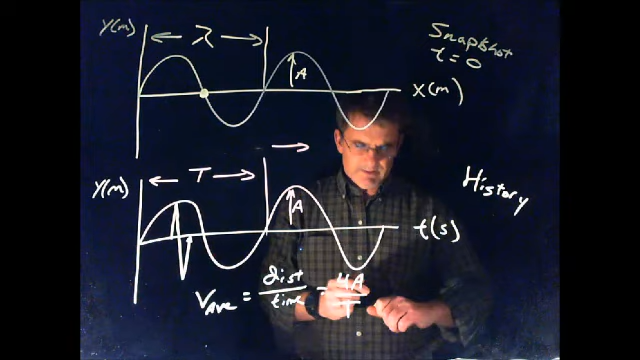 Y(m)
λ
Snapshot
t = 0
A
X(m)
Y(m)
T
History
A
t(s)
VAve = dist/time = 4A/T